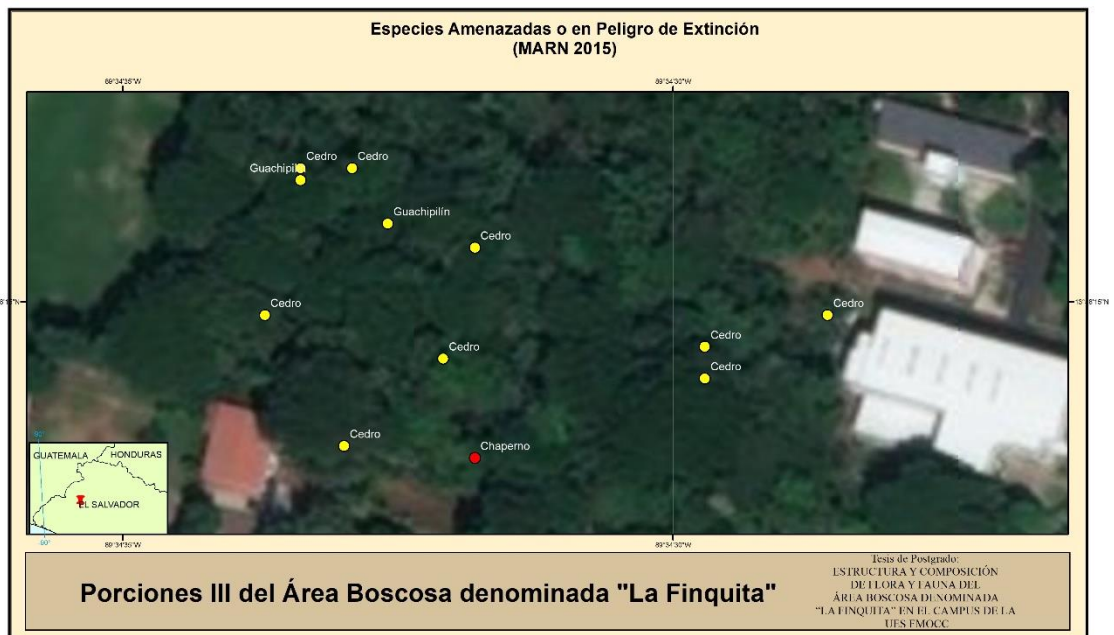 Especies Amenazadas o en Peligro de Extinción
(MARN 2015)
89°34'35"W
89°34'30"W
Cedro
Cedro
Guachipilín
Cedro
Cedro
Cedro
Cedro
Cedro
Cedro
Cedro
Chaperno
GUATEMALA
HONDURAS
EL SALVADOR
89°34'35"W
89°34'30"W
Porciones III del Área Boscosa denominada "La Finquita"
Tesis de Postgrado:
ESTRUCTURA Y COMPOSICIÓN
DE FLORA Y FAUNA DEL
ÁREA BOSCOSA DENOMINADA
"LA FINQUITA" EN EL CAMPUS DE LA
UES FMOCC